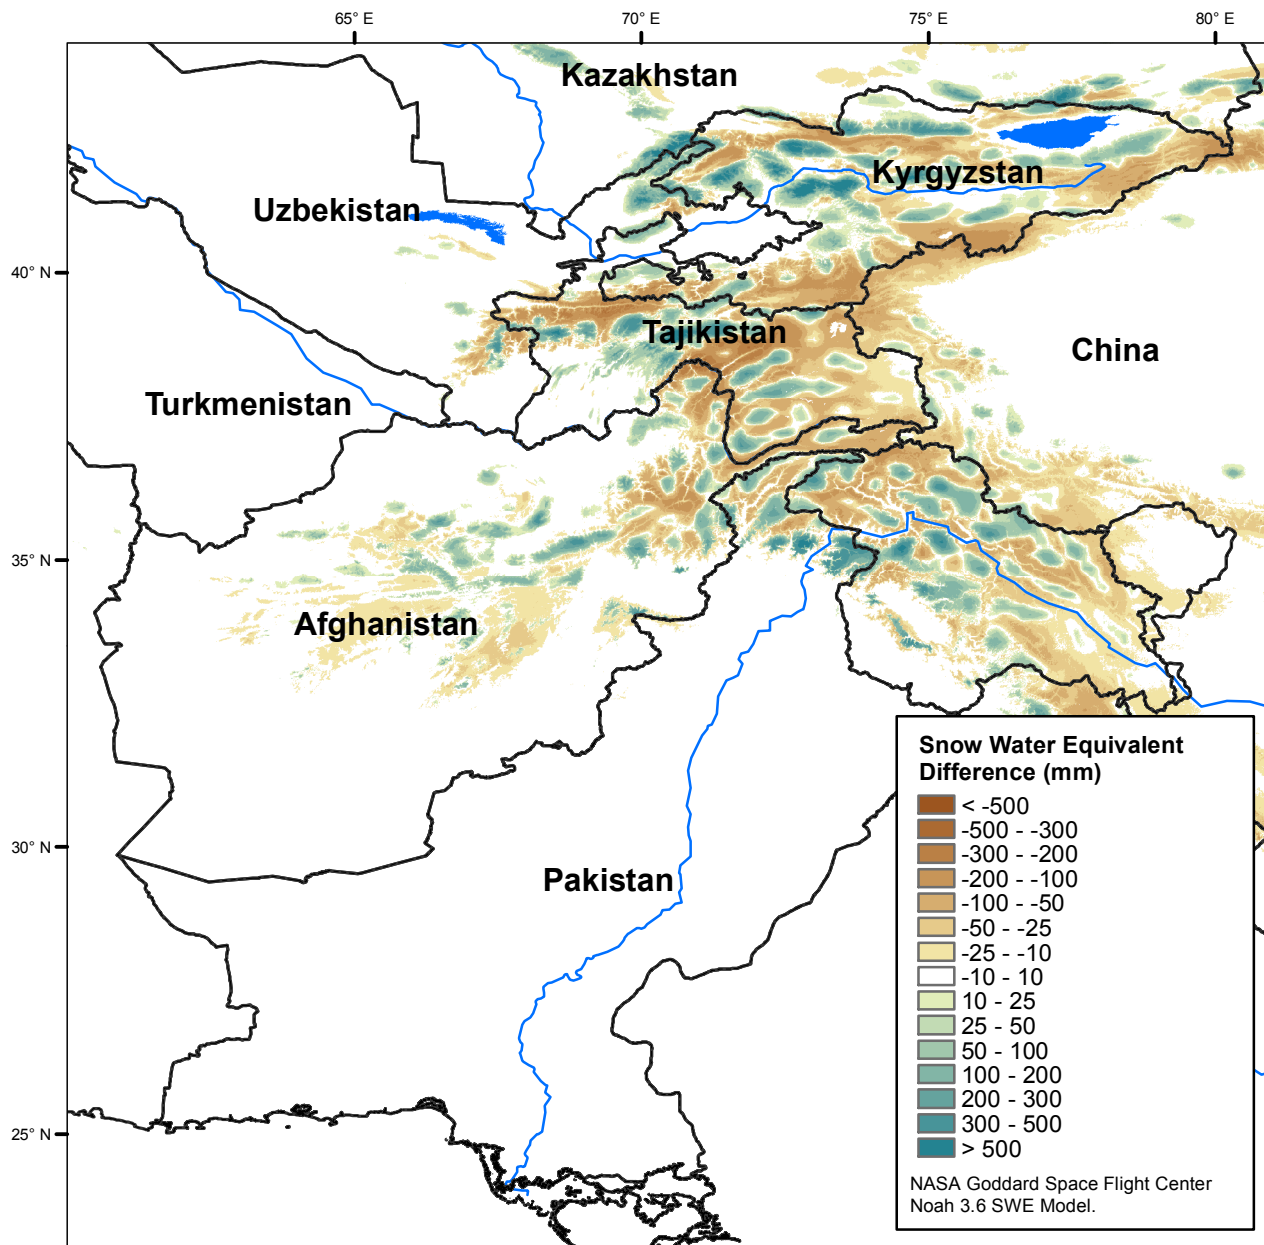 65° E
70° E
75° E
80° E
Kazakhstan
Kyrgyzstan
Uzbekistan
40° N
Tajikistan
China
Turkmenistan
35° N
Afghanistan
Snow Water Equivalent
Difference (mm)
< -500
-500 - -300
-300 - -200
-200 - -100
-100 - -50
-50 - -25
-25 - -10
-10 - 10
10 - 25
25 - 50
50 - 100
100 - 200
200 - 300
300 - 500
> 500
30° N
Pakistan
25° N
NASA Goddard Space Flight Center
Noah 3.6 SWE Model.